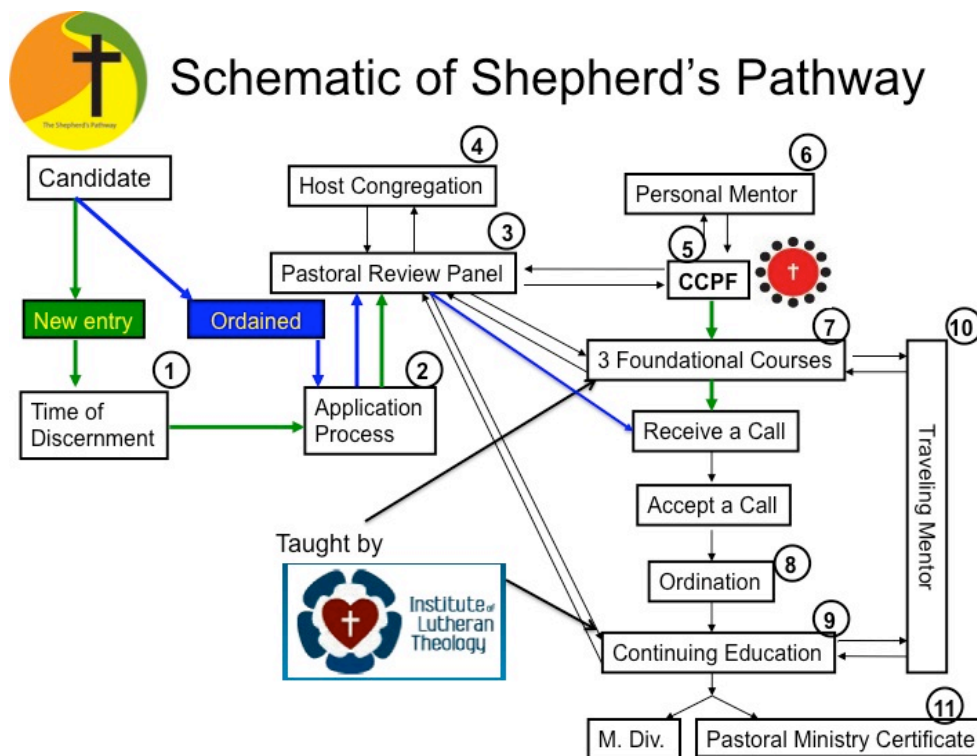 Schematic of Shepherd's Pathway
The Shepherd's Pathway
Candidate
4
Host Congregation
6
Personal Mentor
3
Pastoral Review Panel
5
CCPF
New entry
Ordained
7
3 Foundational Courses
10
Traveling Mentor
1
Time of
Discernment
2
Application
Process
Receive a Call
Accept a Call
Taught by
Institute of
Lutheran
Theology
8
Ordination
9
Continuing Education
M. Div.
11
Pastoral Ministry Certificate